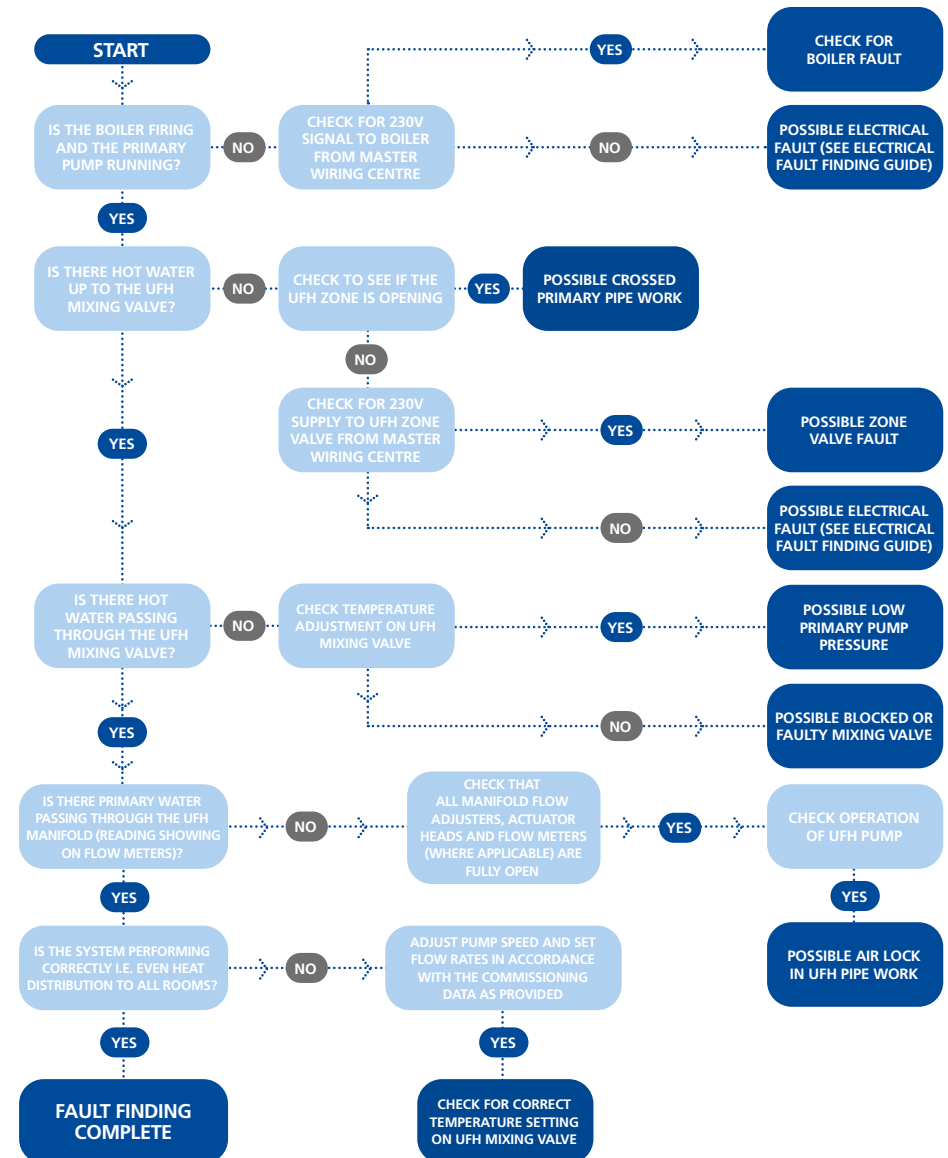 START
YES
CHECK FOR
BOILER FAULT
IS THE BOILER FIRING
AND THE PRIMARY
PUMP RUNNING?
NO
CHECK FOR 230V
SIGNAL TO BOILER
FROM MASTER
WIRING CENTRE
NO
POSSIBLE ELECTRICAL
FAULT (SEE ELECTRICAL
FAULT FINDING GUIDE)
YES
IS THERE HOT WATER
UP TO THE UFH
MIXING VALVE?
NO
CHECK TO SEE IF THE
UFH ZONE IS OPENING
YES
POSSIBLE CROSSED
PRIMARY PIPE WORK
NO
YES
CHECK FOR 230V
SUPPLY TO UFH ZONE
VALVE FROM MASTER
WIRING CENTRE
YES
POSSIBLE ZONE
VALVE FAULT
NO
POSSIBLE ELECTRICAL
FAULT (SEE ELECTRICAL
FAULT FINDING GUIDE)
IS THERE HOT
WATER PASSING
THROUGH THE UFH
MIXING VALVE?
NO
CHECK TEMPERATURE
ADJUSTMENT ON UFH
MIXING VALVE
YES
POSSIBLE LOW
PRIMARY PUMP
PRESSURE
NO
POSSIBLE BLOCKED OR
FAULTY MIXING VALVE
YES
IS THERE PRIMARY WATER
PASSING THROUGH THE UFH
MANIFOLD (READING SHOWING
ON FLOW METERS)?
NO
CHECK THAT
ALL MANIFOLD FLOW
ADJUSTERS, ACTUATOR
HEADS AND FLOW METERS
(WHERE APPLICABLE) ARE
FULLY OPEN
YES
CHECK OPERATION
OF UFH PUMP
YES
POSSIBLE AIR LOCK
IN UFH PIPE WORK
YES
IS THE SYSTEM PERFORMING
CORRECTLY I.E. EVEN HEAT
DISTRIBUTION TO ALL ROOMS?
NO
ADJUST PUMP SPEED AND SET
FLOW RATES IN ACCORDANCE
WITH THE COMMISSIONING
DATA AS PROVIDED
YES
CHECK FOR CORRECT
TEMPERATURE SETTING
ON UFH MIXING VALVE
YES
FAULT FINDING
COMPLETE